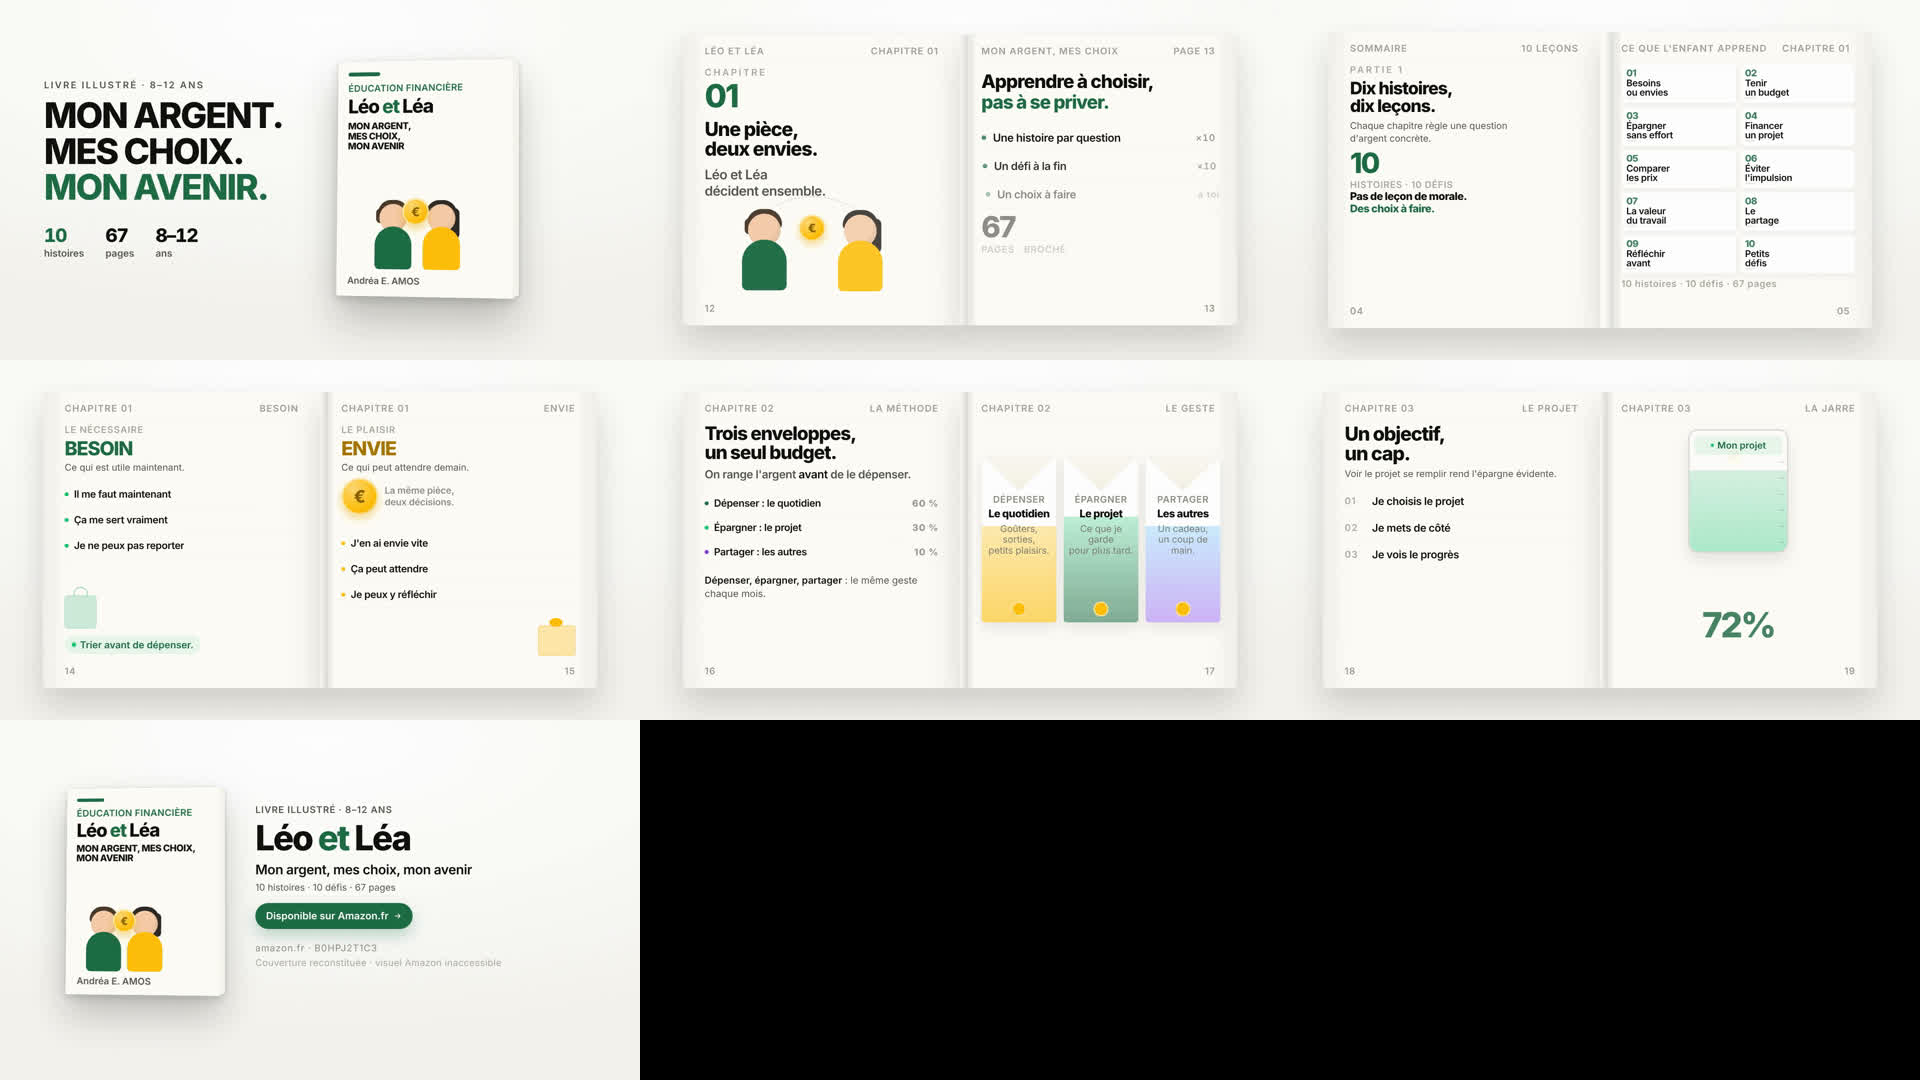 LIVRE ILLUSTRÉ · 8–12 ANS
MON ARGENT.
MES CHOIX.
MON AVENIR.
10
histoires
67
pages
8–12
ans
ÉDUCATION FINANCIÈRE
Léo et Léa
MON ARGENT,
MES CHOIX,
MON AVENIR
€
Andréa E. AMOS
LÉO ET LÉA
CHAPITRE 01
CHAPITRE
01
Une pièce,
deux envies.
Léo et Léa
décident ensemble.
€
12
MON ARGENT, MES CHOIX
PAGE 13
Apprendre à choisir,
pas à se priver.
Une histoire par question
×10
Un défi à la fin
×10
Un choix à faire
à toi
67
PAGES BROCHÉ
13
SOMMAIRE
10 LEÇONS
PARTIE 1
Dix histoires,
dix leçons.
Chaque chapitre règle une question
d'argent concrète.
10
HISTOIRES · 10 DÉFIS
Pas de leçon de morale.
Des choix à faire.
04
CE QUE L'ENFANT APPREND
CHAPITRE 01
01
Besoins
ou envies
02
Tenir
un budget
03
Épargner
sans effort
04
Financer
un projet
05
Comparer
les prix
06
Éviter
l'impulsion
07
La valeur
du travail
08
Le
partage
09
Réfléchir
avant
10
Petits
défis
10 histoires · 10 défis · 67 pages
05
CHAPITRE 01
BESOIN
LE NÉCESSAIRE
BESOIN
Ce qui est utile maintenant.
Il me faut maintenant
Ça me sert vraiment
Je ne peux pas reporter
Trier avant de dépenser.
14
CHAPITRE 01
ENVIE
LE PLAISIR
ENVIE
Ce qui peut attendre demain.
€
La même pièce,
deux décisions.
J'en ai envie vite
Ça peut attendre
Je peux y réfléchir
15
CHAPITRE 02
LA MÉTHODE
Trois enveloppes,
un seul budget.
On range l'argent avant de le dépenser.
Dépenser : le quotidien
60 %
Épargner : le projet
30 %
Partager : les autres
10 %
Dépenser, épargner, partager : le même geste
chaque mois.
16
CHAPITRE 02
LE GESTE
DÉPENSER
Le quotidien
Goûters,
sorties,
petits plaisirs.
ÉPARGNER
Le projet
Ce que je
garde
pour plus tard.
PARTAGER
Les autres
Un cadeau,
un coup de
main.
17
CHAPITRE 03
LE PROJET
Un objectif,
un cap.
Voir le projet se remplir rend l'épargne évidente.
01 Je choisis le projet
02 Je mets de côté
03 Je vois le progrès
18
CHAPITRE 03
LA JARRE
Mon projet
72%
19
ÉDUCATION FINANCIÈRE
Léo et Léa
MON ARGENT, MES CHOIX,
MON AVENIR
€
Andréa E. AMOS
LIVRE ILLUSTRÉ · 8–12 ANS
Léo et Léa
Mon argent, mes choix, mon avenir
10 histoires · 10 défis · 67 pages
Disponible sur Amazon.fr →
amazon.fr · B0HPJ2T1C3
Couverture reconstituée · visuel Amazon inaccessible